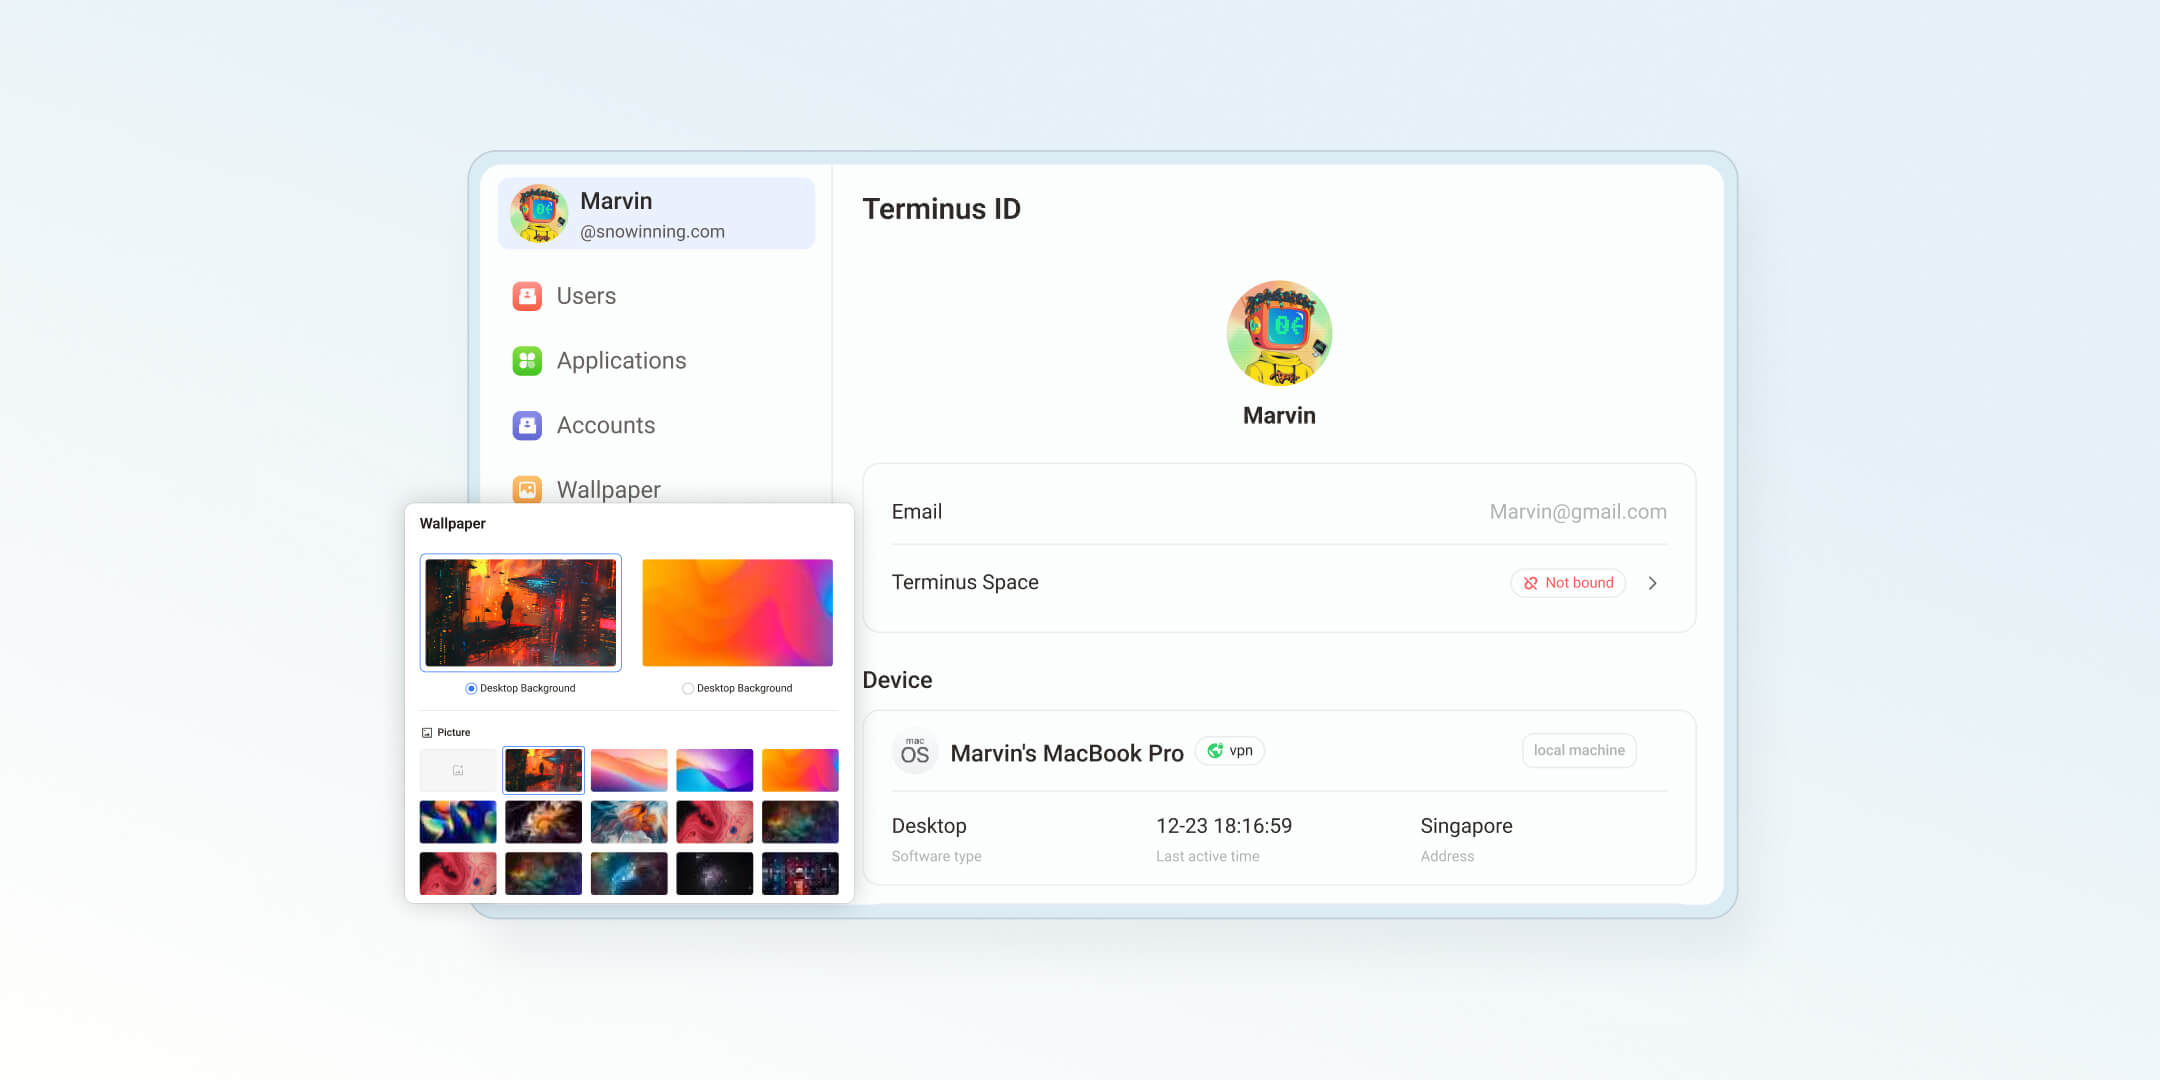 Marvin
@snowinning.com
Users
Applications
Accounts
Wallpaper
Terminus ID
Marvin
Email
Marvin@gmail.com
Terminus Space
Not bound
Device
mac
OS
Marvin's MacBook Pro
vpn
local machine
Desktop
12-23 18:16:59
Singapore
Software type
Last active time
Address
Wallpaper
Desktop Background
Desktop Background
Picture